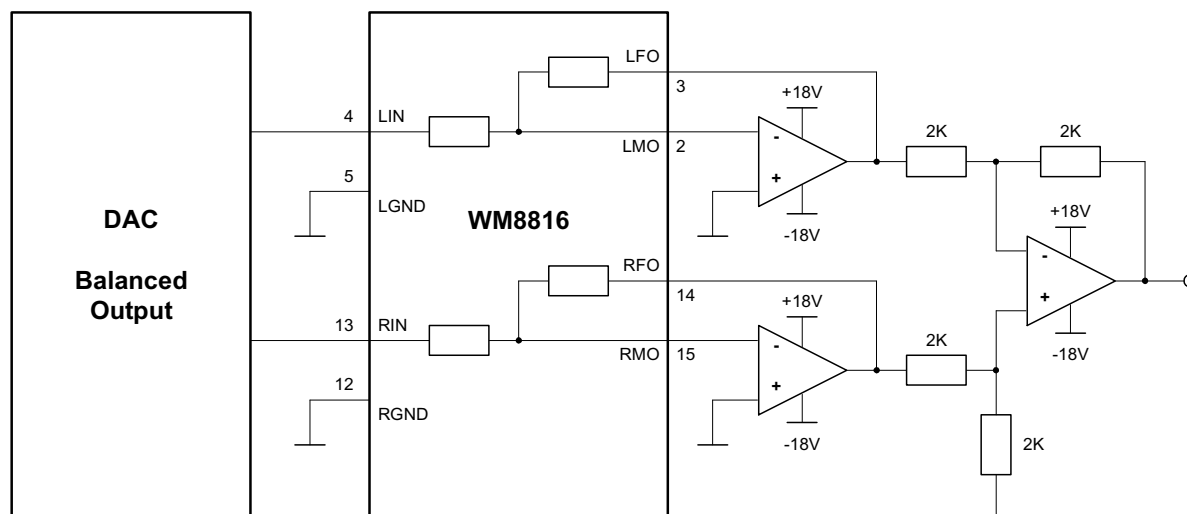 DAC
Balanced
Output
WM8816
4
LIN
5
LGND
LFO
3
LMO
2
+18V
-
+
-18V
2K
2K
+18V
-
+
-18V
13
RIN
12
RGND
RFO
14
RMO
15
+18V
-
+
-18V
2K
2K